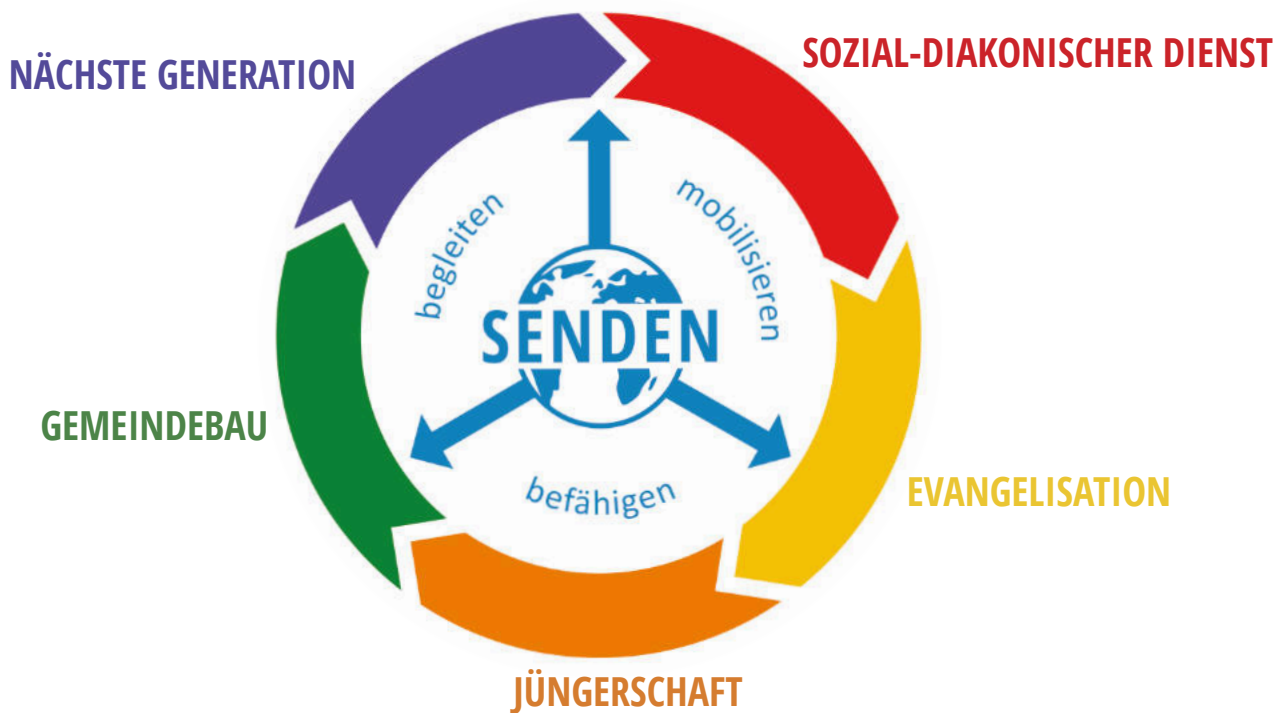 NÄCHSTE GENERATION
SOZIAL-DIAKONISCHER DIENST
begleiten
mobilisieren
SENDEN
befähigen
GEMEINDEBAU
EVANGELISATION
JÜNGERSCHAFT